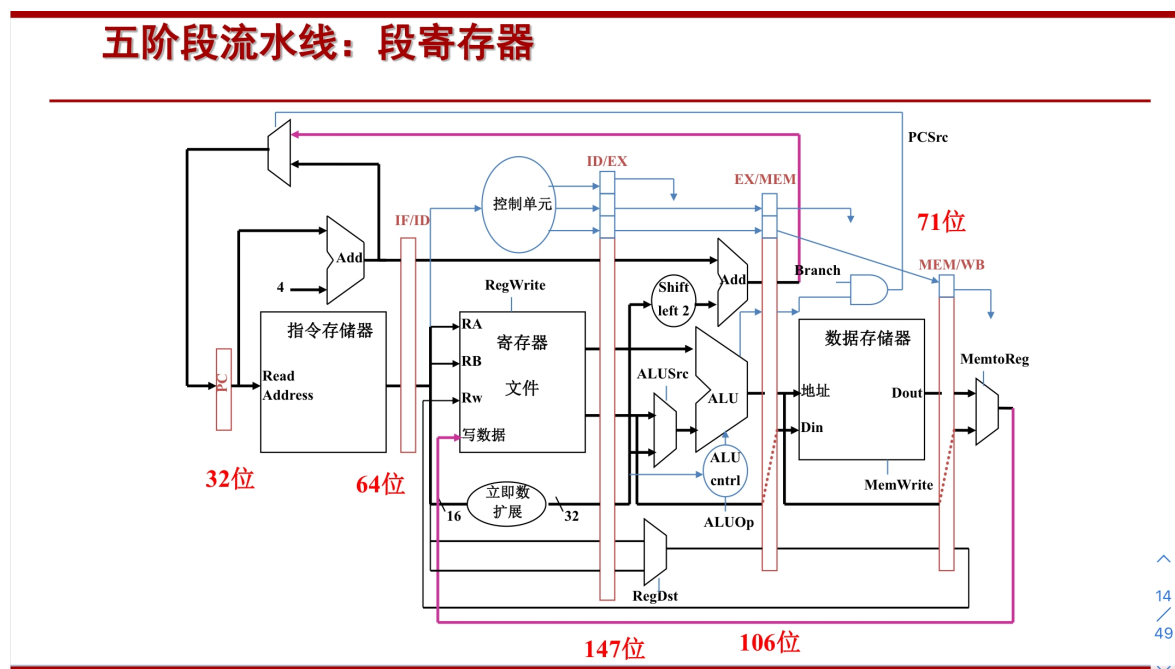 五阶段流水线：段寄存器
PCSrc
ID/EX
EX/MEM
控制单元
71位
IF/ID
MEM/WB
Add
Add
Branch
4
RegWrite
Shift
left 2
指令存储器
RA
寄存器
数据存储器
RB
文件
ALUSrc
MemtoReg
PC
Read
Address
Rw
ALU
地址
Dout
写数据
Din
ALU
cntrl
32位
64位
MemWrite
立即数
扩展
16
32
ALUOp
RegDst
14
49
147位
106位